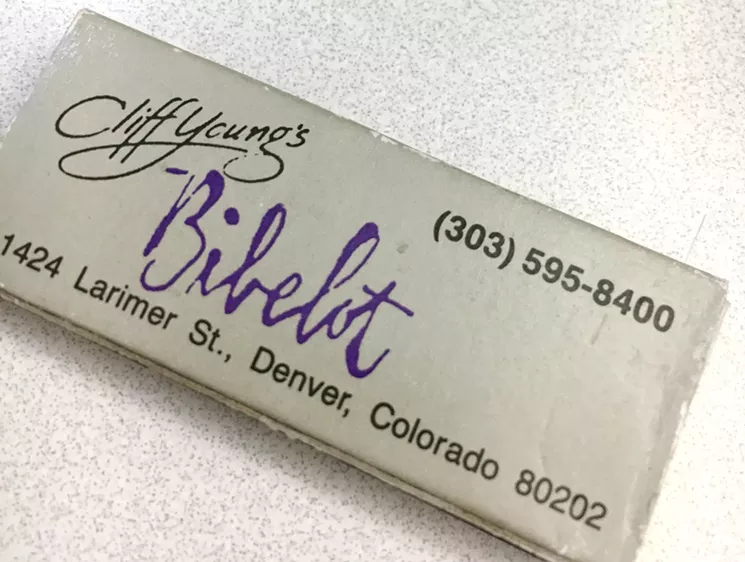 Cliff Young's
Bibelot
(303) 595-8400
1424 Larimer St., Denver, Colorado 80202